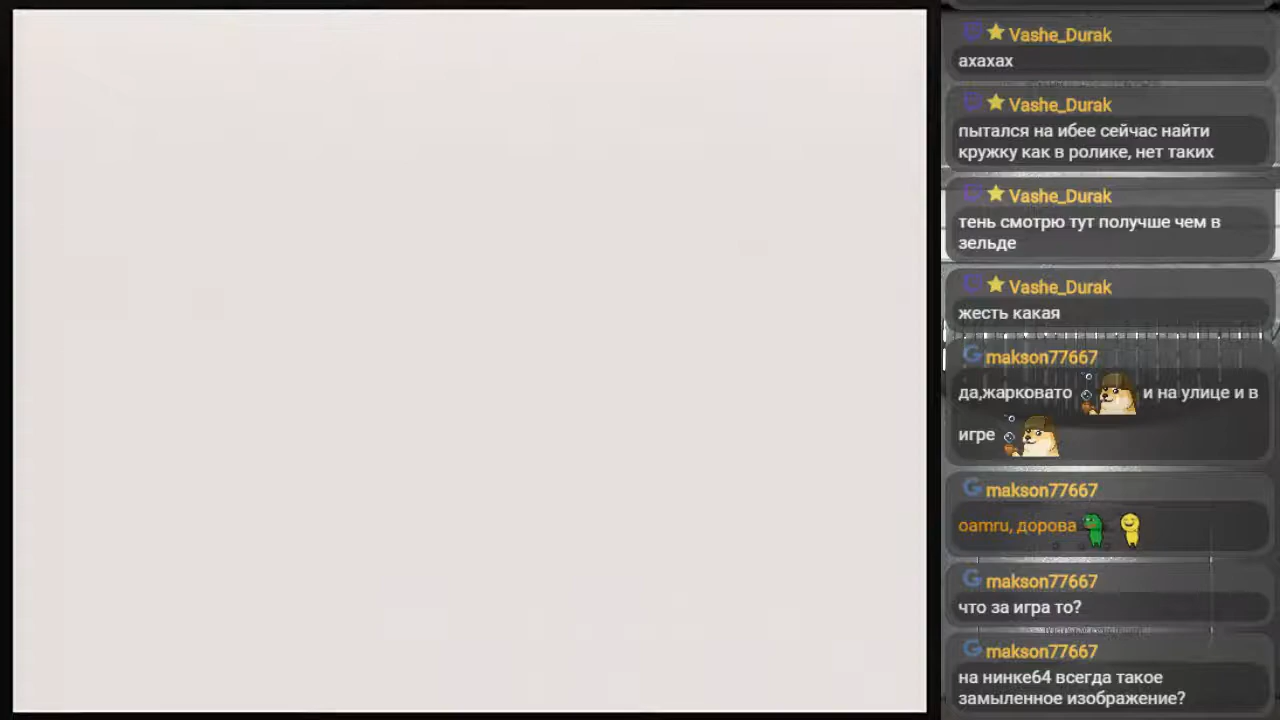 Vashe_Durak
ахахах
Vashe_Durak
пытался на ибее сейчас найти
кружку как в ролике, нет таких
Vashe_Durak
тень смотрю тут получше чем в
зельде
Vashe_Durak
жесть какая
makson77667
да,жарковато и на улице и в
игре
makson77667
oamru, дорова
makson77667
что за игра то?
makson77667
на нинке64 всегда такое
замыленное изображение?